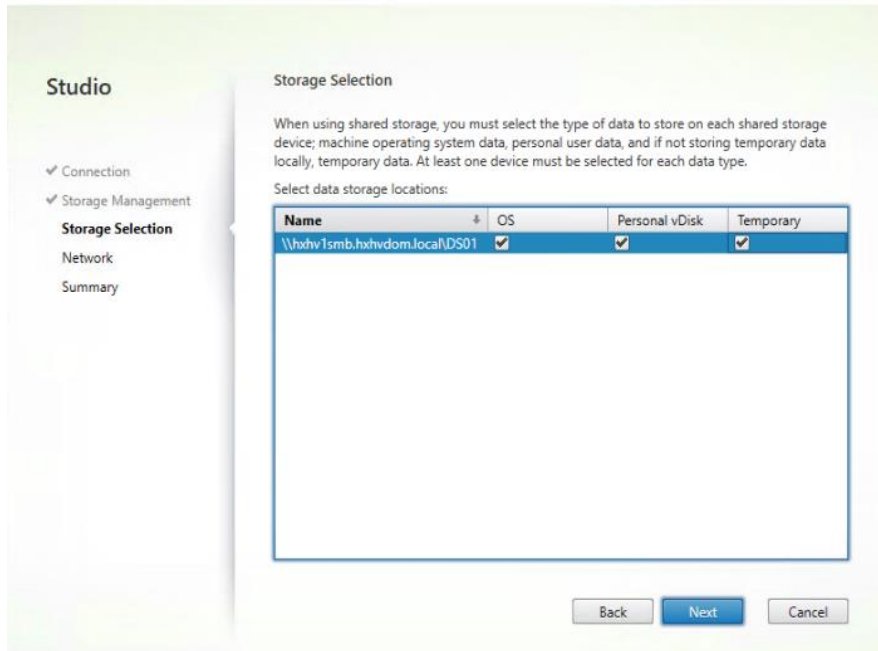 Studio
Connection
Storage Management
Storage Selection
Network
Summary
Storage Selection
When using shared storage, you must select the type of data to store on each shared storage
device; machine operating system data, personal user data, and if not storing temporary data
locally, temporary data. At least one device must be selected for each data type.
Select data storage locations:
Name OS Personal vDisk Temporary
\\hxhv1smb.hxhvdom.local\DS01
Back Next Cancel